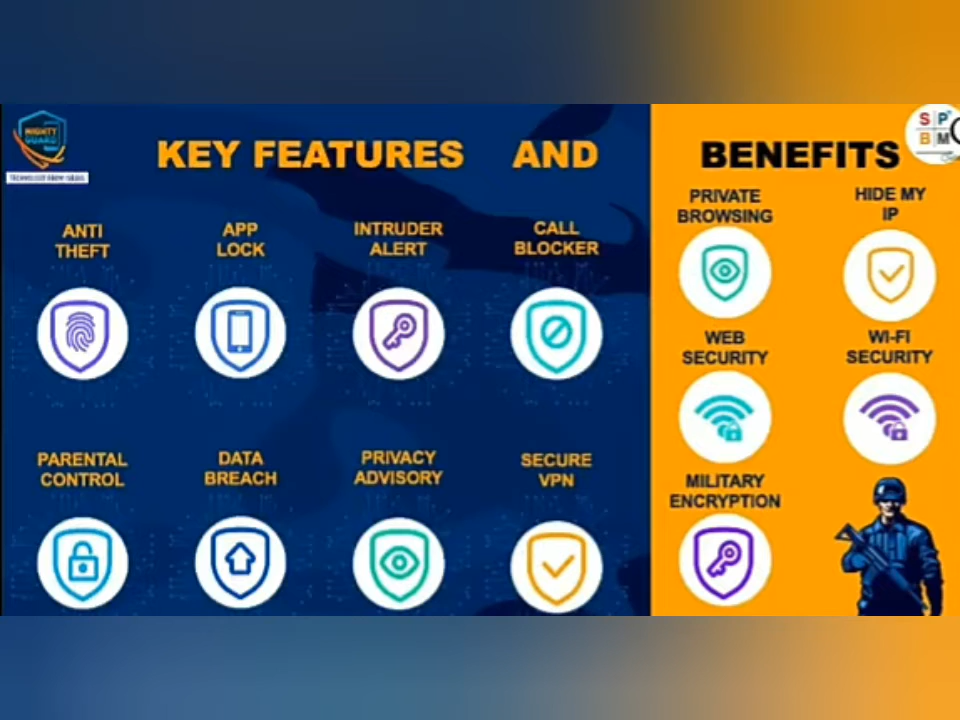 MIGHTY
GUARD
KEY FEATURES AND
BENEFITS
S P
B M
ANTI
THEFT
APP
LOCK
INTRUDER
ALERT
CALL
BLOCKER
PRIVATE
BROWSING
HIDE MY
IP
WEB
SECURITY
WI-FI
SECURITY
PARENTAL
CONTROL
DATA
BREACH
PRIVACY
ADVISORY
SECURE
VPN
MILITARY
ENCRYPTION